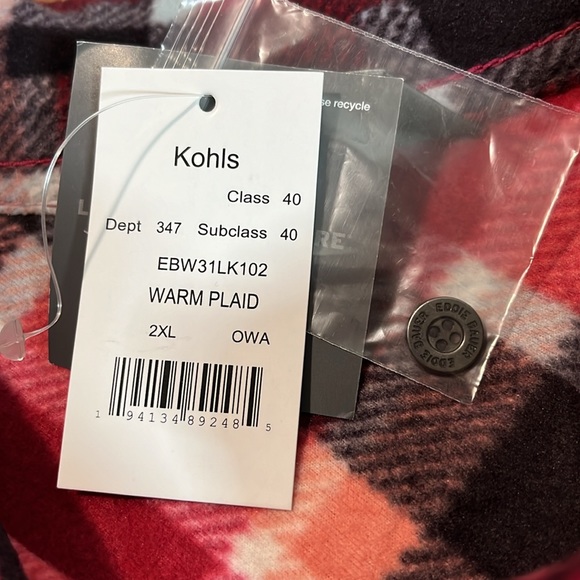 se recycle
Kohls
Class 40
Dept 347 Subclass 40
EBW31LK102
WARM PLAID
2XL OWA
1 94134 89248 5
EDDIE BAUER
EDDIE BAUER